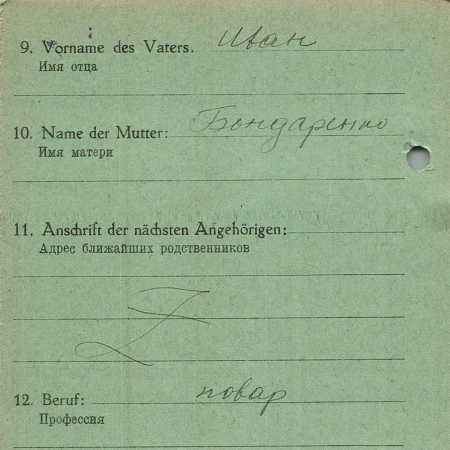 9. Vorname des Vaters. Иван
Имя отца
10. Name der Mutter: Бондаренко
Имя матери
11. Anschrift der nächsten Angehörigen:
Адрес ближайших родственников
12. Beruf: повар
Профессия